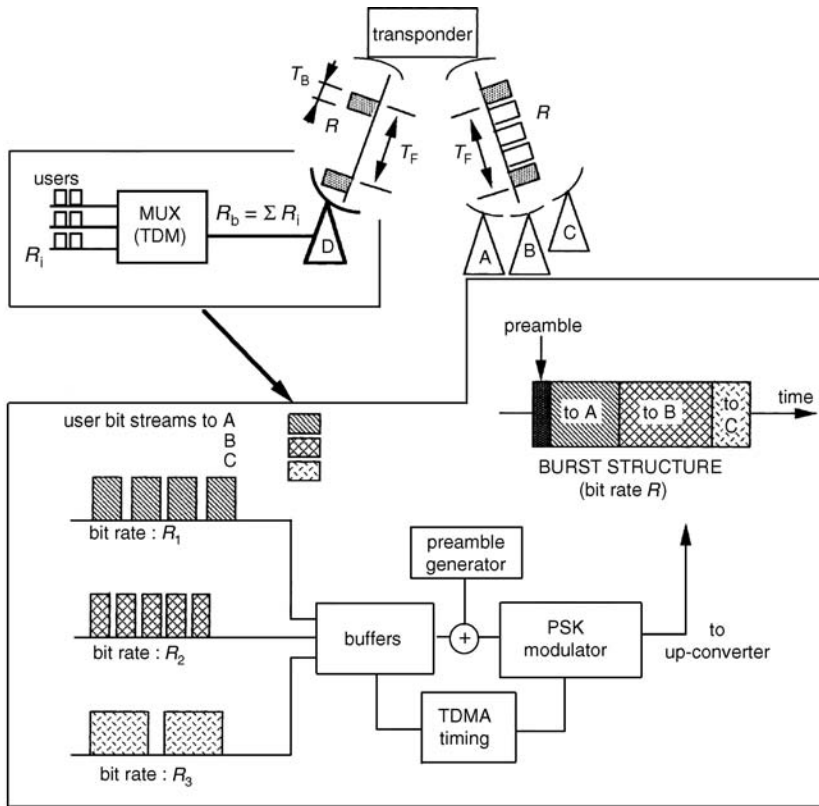 transponder
T_B
R
T_F
R
T_F
users
MUX
(TDM)
R_b = Σ R_i
R_i
D
A
B
C
preamble
to A
to B
to
C
time
BURST STRUCTURE
(bit rate R)
user bit streams to A
B
C
bit rate : R_1
preamble
generator
bit rate : R_2
buffers
+
PSK
modulator
to
up-converter
TDMA
timing
bit rate : R_3